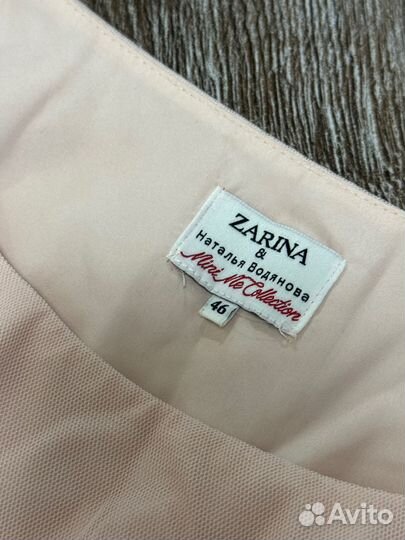 ZARINA
&
Наталья Водянова
Mini Me Collection
46
Avito